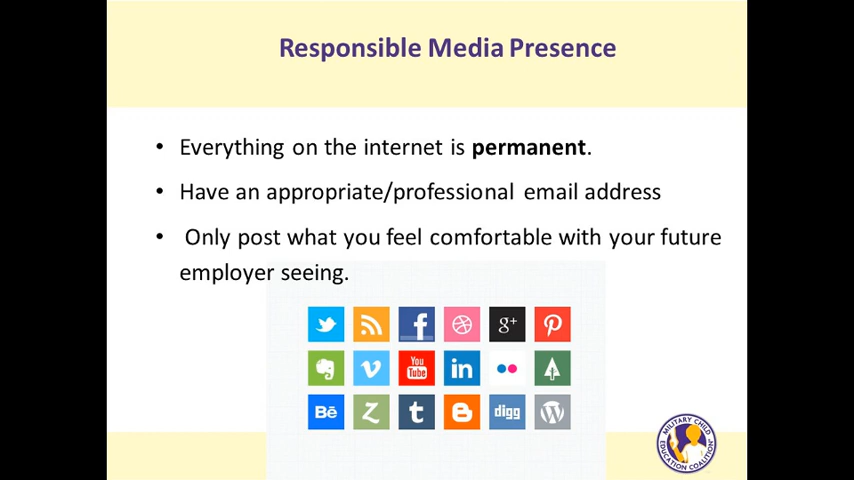 Responsible Media Presence
• Everything on the internet is permanent.
• Have an appropriate/professional email address
• Only post what you feel comfortable with your future
employer seeing.
f g+
You Tube in
Bē Z t B digg W
MILITARY CHILD
EDUCATION COALITION